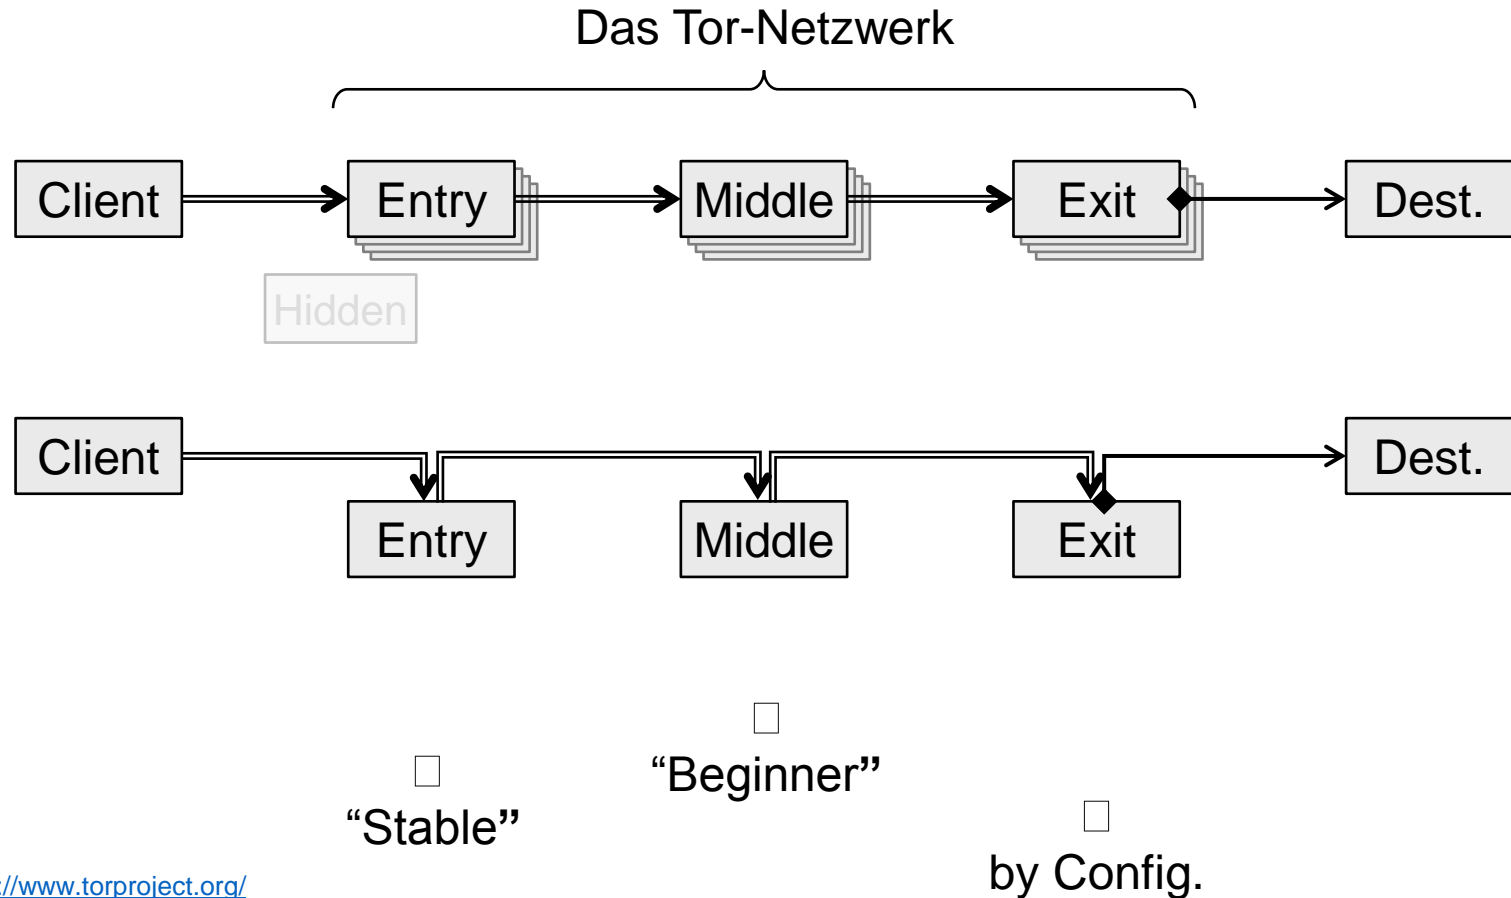 Das Tor-Netzwerk
Client Entry Middle Exit Dest.
Hidden
Client Dest.
Entry Middle Exit
“Beginner”
“Stable”
by Config.
://www.torproject.org/